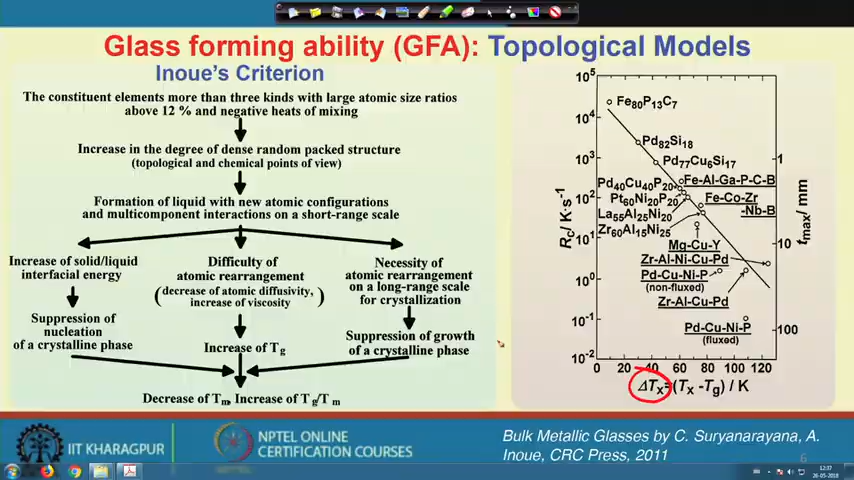 Glass forming ability (GFA): Topological Models
Inoue's Criterion
The constituent elements more than three kinds with large atomic size ratios
above 12 % and negative heats of mixing
Increase in the degree of dense random packed structure
(topological and chemical points of view)
Formation of liquid with new atomic configurations
and multicomponent interactions on a short-range scale
Increase of solid/liquid
interfacial energy
Suppression of
nucleation
of a crystalline phase
Difficulty of
atomic rearrangement
(decrease of atomic diffusivity,
increase of viscosity)
Increase of Tg
Necessity of
atomic rearrangement
on a long-range scale
for crystallization
Suppression of growth
of a crystalline phase
Decrease of Tm, Increase of Tg/Tm
10^5
10^4
10^3
10^2
10^1
10^0
10^-1
10^-2
Rc/ K·s^-1
Fe80P13C7
Pd82Si18
Pd77Cu6Si17
Pd40Cu40P20
Fe-Al-Ga-P-C-B
Pt60Ni20P20
Fe-Co-Zr
-Nb-B
La55Al25Ni20
Zr60Al15Ni25
Mg-Cu-Y
Zr-Al-Ni-Cu-Pd
Pd-Cu-Ni-P
(non-fluxed)
Zr-Al-Cu-Pd
Pd-Cu-Ni-P
(fluxed)
1
10
100
tmax/ mm
0 20 40 60 80 100 120
ΔTx=(Tx -Tg) / K
IIT KHARAGPUR
NPTEL ONLINE
CERTIFICATION COURSES
Bulk Metallic Glasses by C. Suryanarayana, A.
Inoue, CRC Press, 2011
6
12:37
26-05-2018